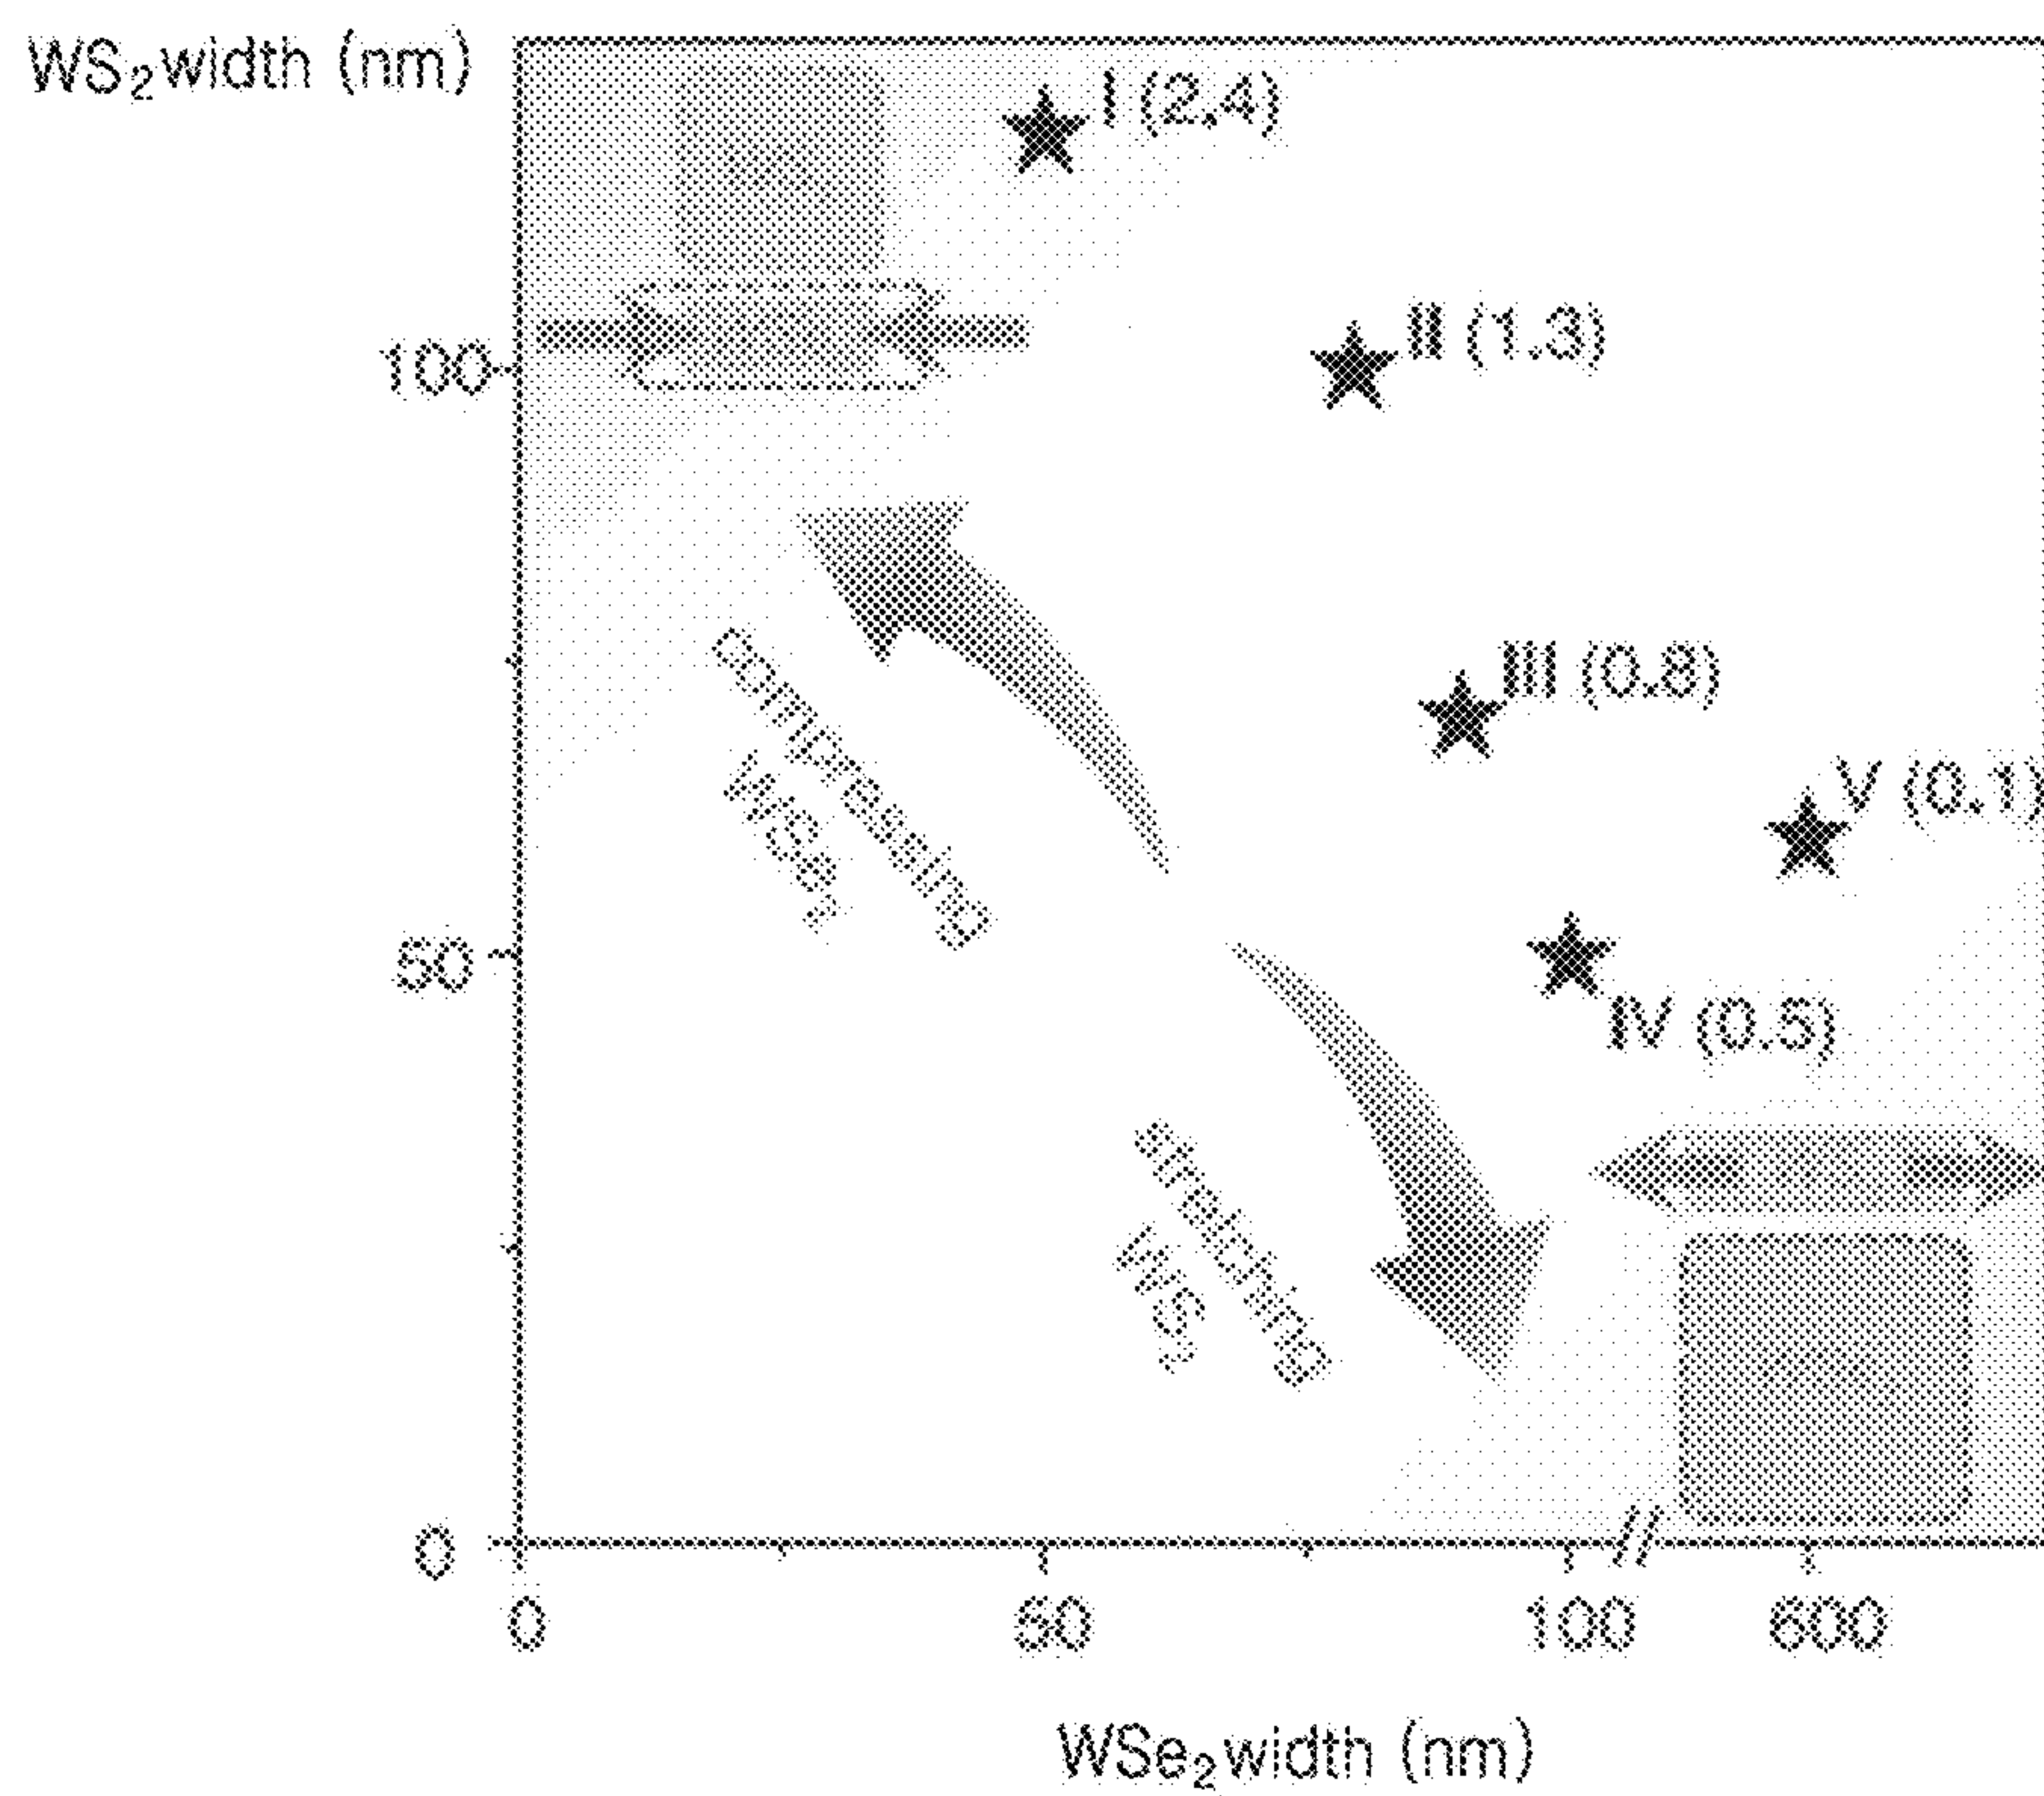 WS₂ width (nm)
I (2.4)
II (1.3)
100
III (0.8)
compressing
WSe₂
V (0.1)
50
IV (0.5)
stretching
WS₂
0
0
50
100
600
WSe₂ width (nm)